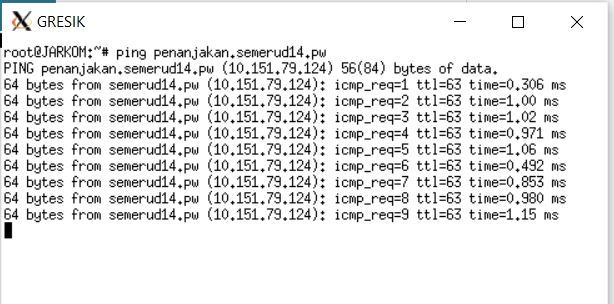 GRESIK
root@JARKOM:~# ping penanjakan.semerud14.pw
PING penanjakan.semerud14.pw (10.151.79.124) 56(84) bytes of data.
64 bytes from semerud14.pw (10.151.79.124): icmp_req=1 ttl=63 time=0.306 ms
64 bytes from semerud14.pw (10.151.79.124): icmp_req=2 ttl=63 time=1.00 ms
64 bytes from semerud14.pw (10.151.79.124): icmp_req=3 ttl=63 time=1.02 ms
64 bytes from semerud14.pw (10.151.79.124): icmp_req=4 ttl=63 time=0.971 ms
64 bytes from semerud14.pw (10.151.79.124): icmp_req=5 ttl=63 time=1.06 ms
64 bytes from semerud14.pw (10.151.79.124): icmp_req=6 ttl=63 time=0.492 ms
64 bytes from semerud14.pw (10.151.79.124): icmp_req=7 ttl=63 time=0.853 ms
64 bytes from semerud14.pw (10.151.79.124): icmp_req=8 ttl=63 time=0.980 ms
64 bytes from semerud14.pw (10.151.79.124): icmp_req=9 ttl=63 time=1.15 ms